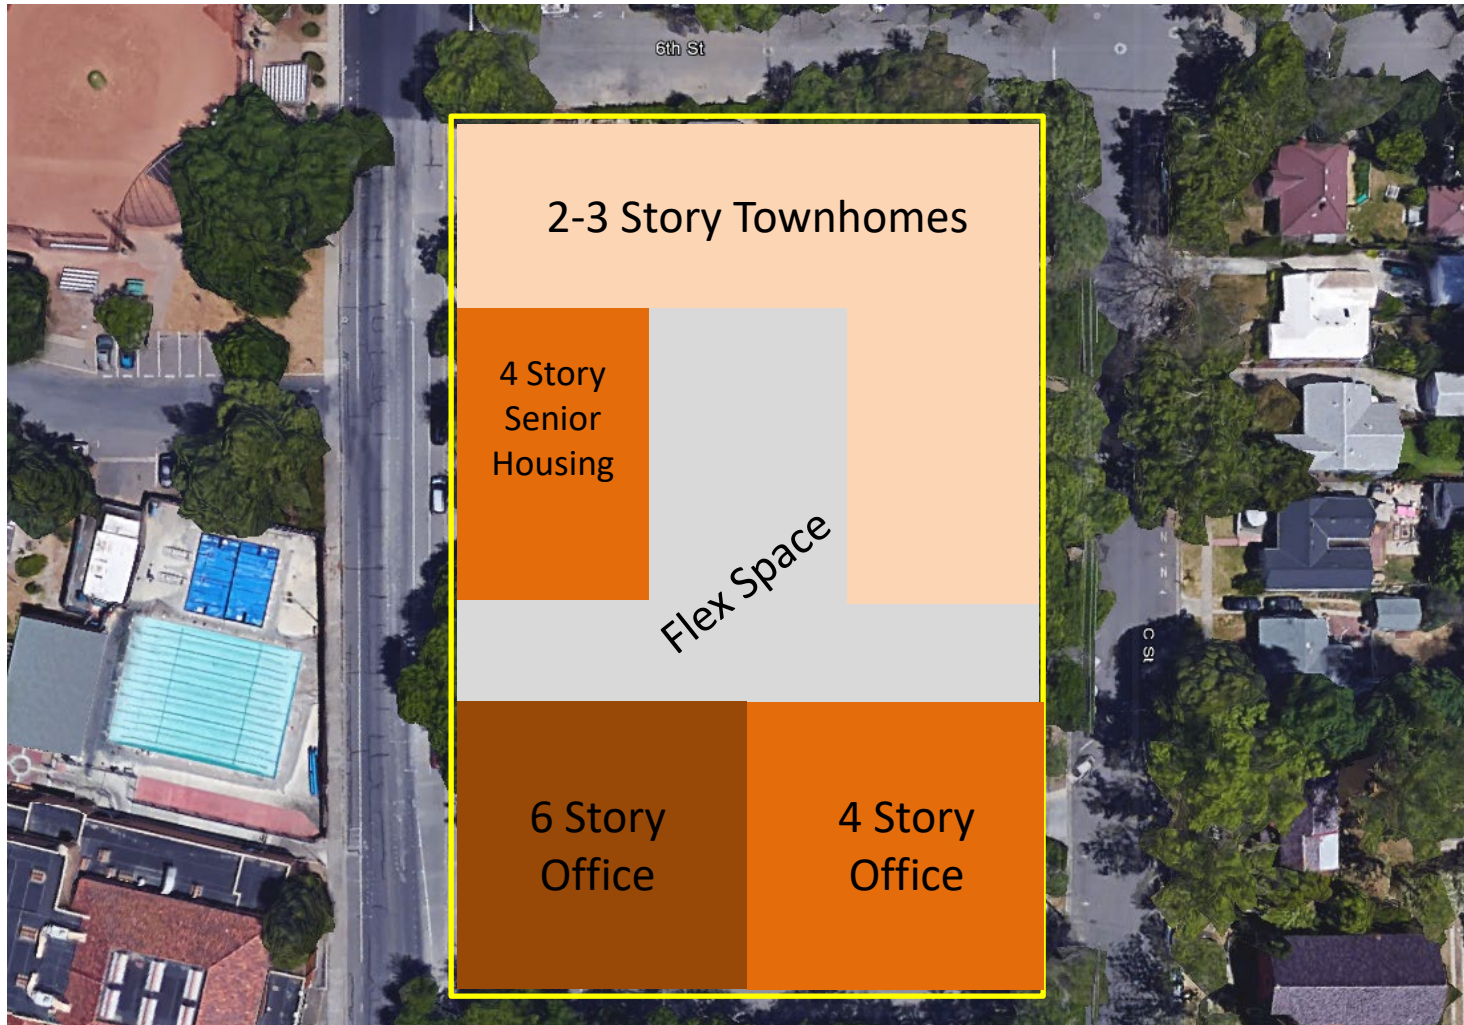 6th St
2-3 Story Townhomes
4 Story
Senior
Housing
Flex Space
C St
6 Story
Office
4 Story
Office